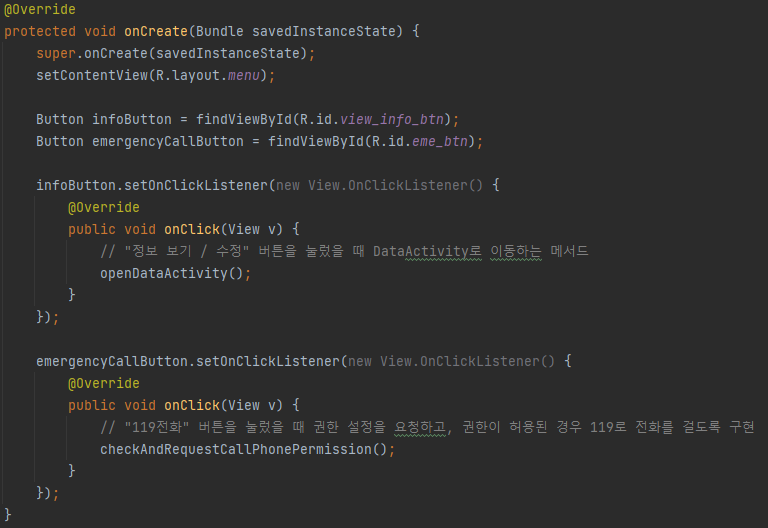 @Override
protected void onCreate(Bundle savedInstanceState) {
super.onCreate(savedInstanceState);
setContentView(R.layout.menu);
Button infoButton = findViewById(R.id.view_info_btn);
Button emergencyCallButton = findViewById(R.id.eme_btn);
infoButton.setOnClickListener(new View.OnClickListener() {
@Override
public void onClick(View v) {
// "정보 보기 / 수정" 버튼을 눌렀을 때 DataActivity로 이동하는 메서드
openDataActivity();
}
});
emergencyCallButton.setOnClickListener(new View.OnClickListener() {
@Override
public void onClick(View v) {
// "119전화" 버튼을 눌렀을 때 권한 설정을 요청하고, 권한이 허용된 경우 119로 전화를 걸도록 구현
checkAndRequestCallPhonePermission();
}
});
}